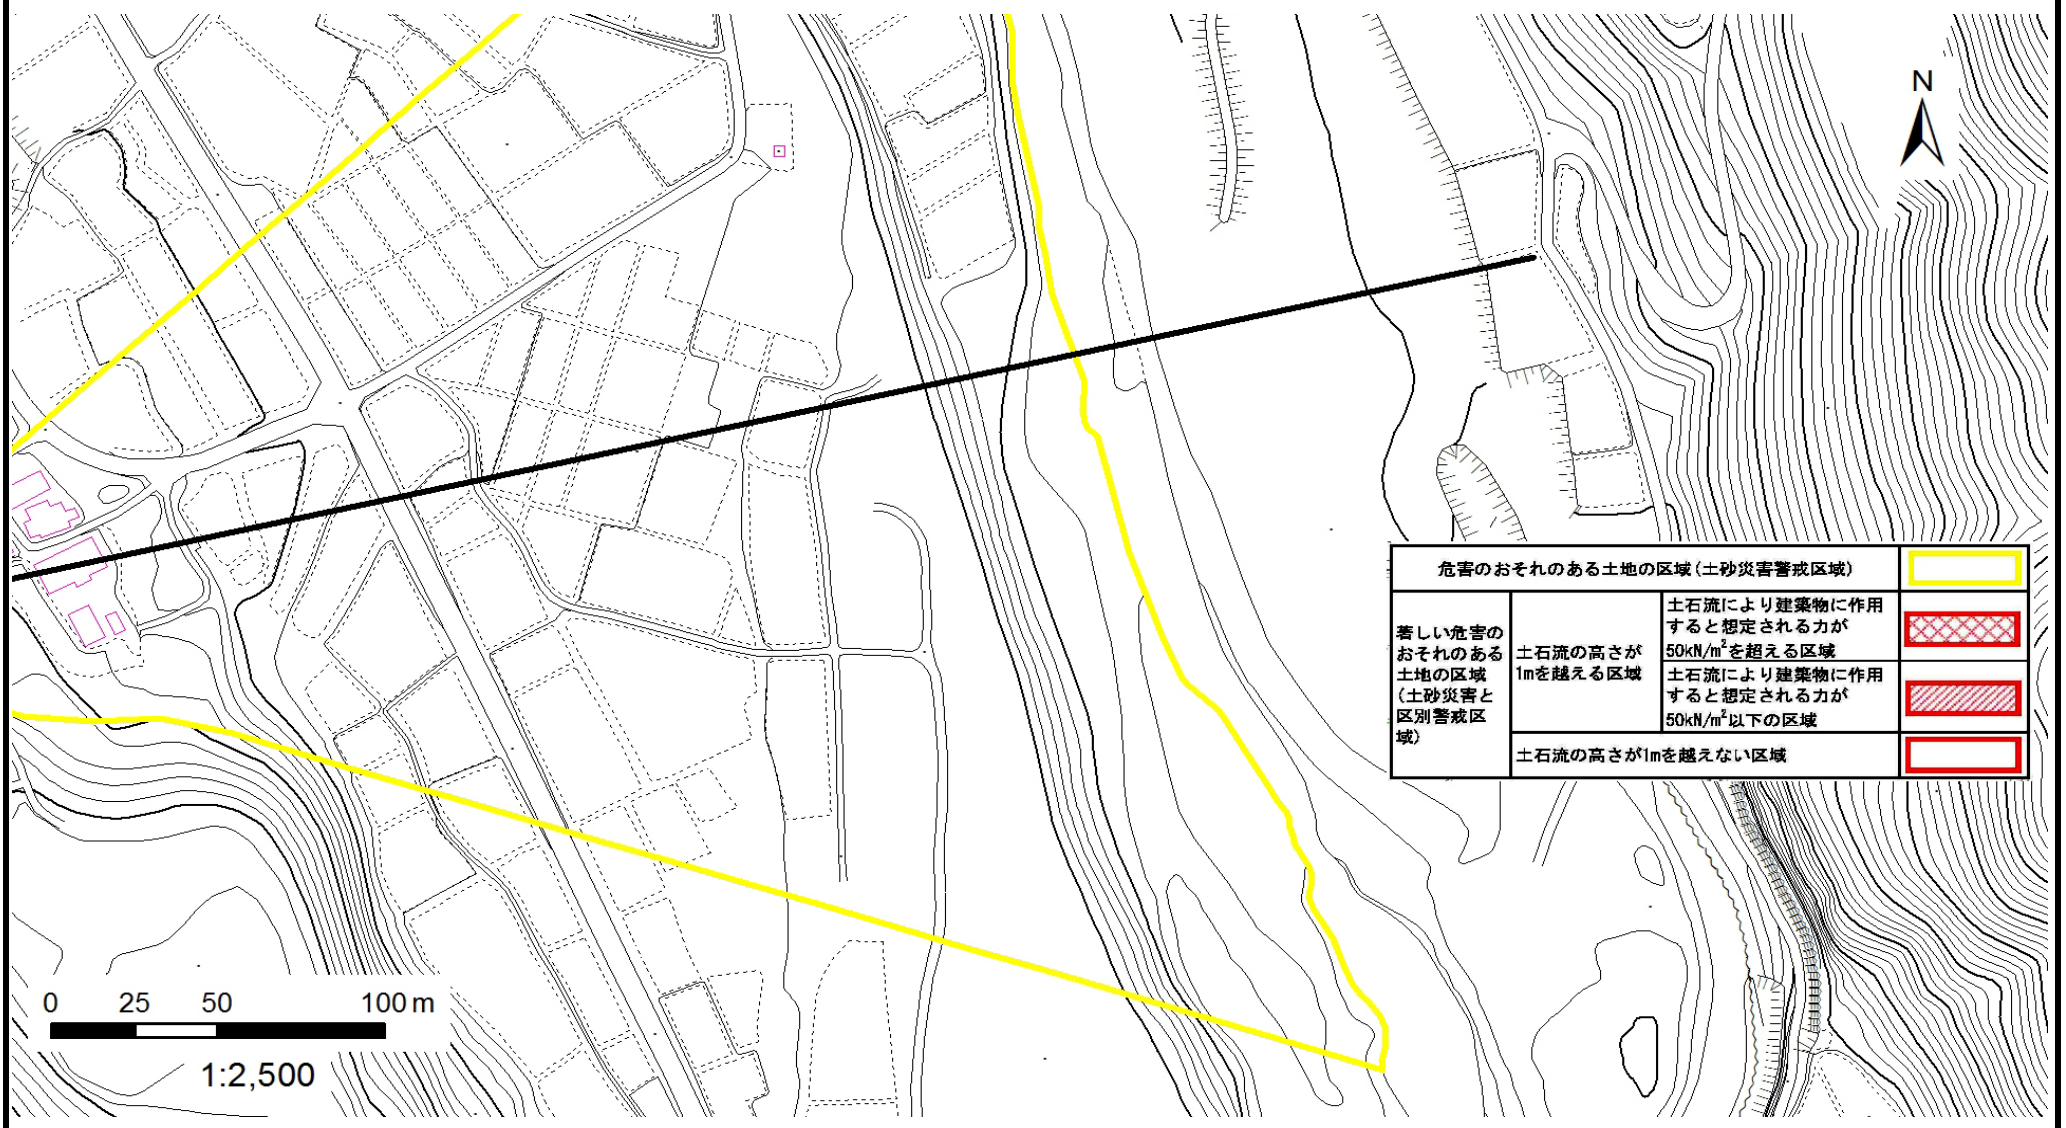 N
危害のおそれのある土地の区域(土砂災害警戒区域)
著しい危害の
おそれのある
土地の区域
(土砂災害と
区別警戒区
域)
土石流の高さが
1mを越える区域
土石流により建築物に作用
すると想定される力が
50kN/m²を超える区域
土石流により建築物に作用
すると想定される力が
50kN/m²以下の区域
土石流の高さが1mを越えない区域
0 25 50 100 m
1:2,500